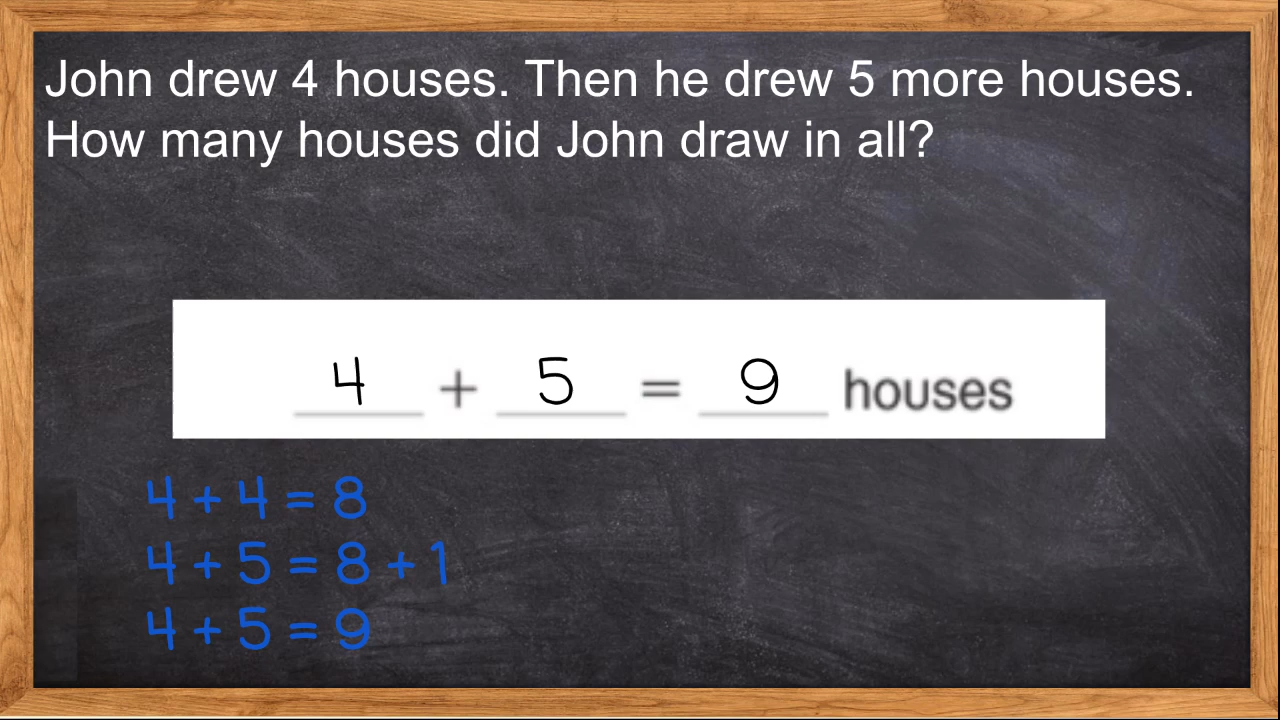 John drew 4 houses. Then he drew 5 more houses.
How many houses did John draw in all?
4 + 5 = 9 houses
4 + 4 = 8
4 + 5 = 8 + 1
4 + 5 = 9